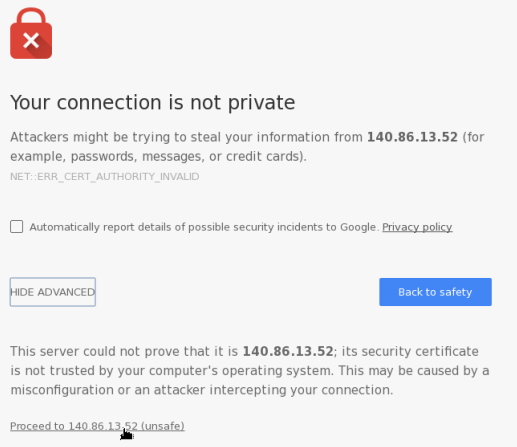 Your connection is not private
Attackers might be trying to steal your information from 140.86.13.52 (for
example, passwords, messages, or credit cards).
NET::ERR_CERT_AUTHORITY_INVALID
Automatically report details of possible security incidents to Google. Privacy policy
HIDE ADVANCED
Back to safety
This server could not prove that it is 140.86.13.52; its security certificate
is not trusted by your computer's operating system. This may be caused by a
misconfiguration or an attacker intercepting your connection.
Proceed to 140.86.13.52 (unsafe)